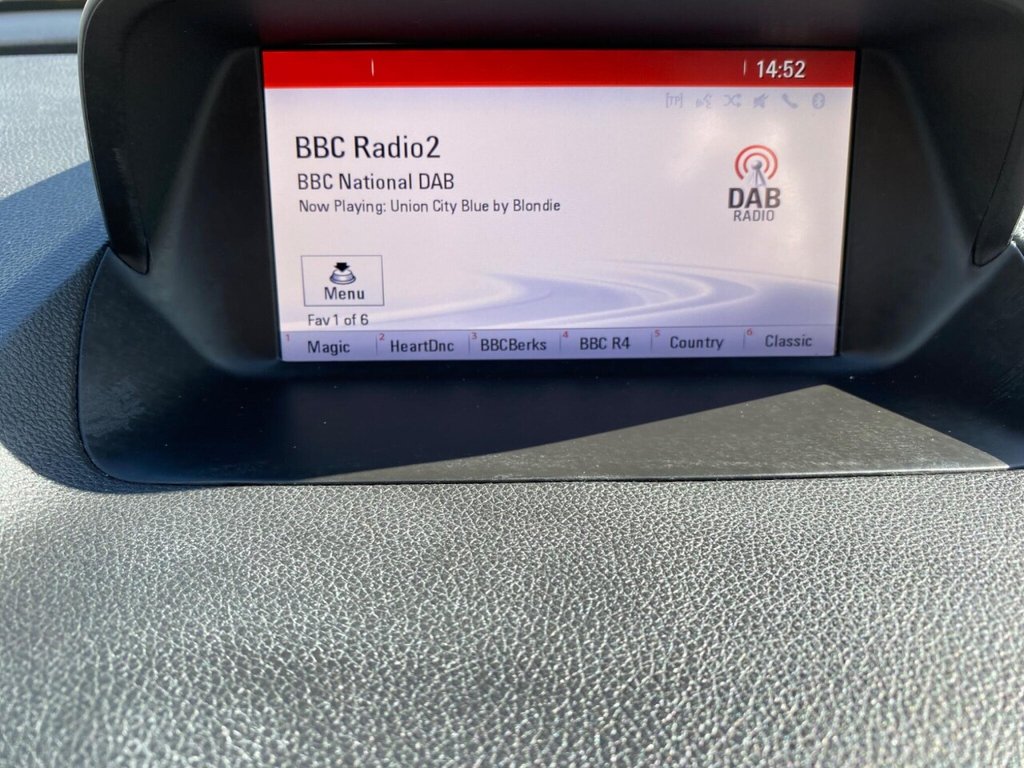 14:52
[TP]
BBC Radio2
BBC National DAB
Now Playing: Union City Blue by Blondie
DAB
RADIO
Menu
Fav 1 of 6
1 Magic 2 HeartDnc 3 BBCBerks 4 BBC R4 5 Country 6 Classic